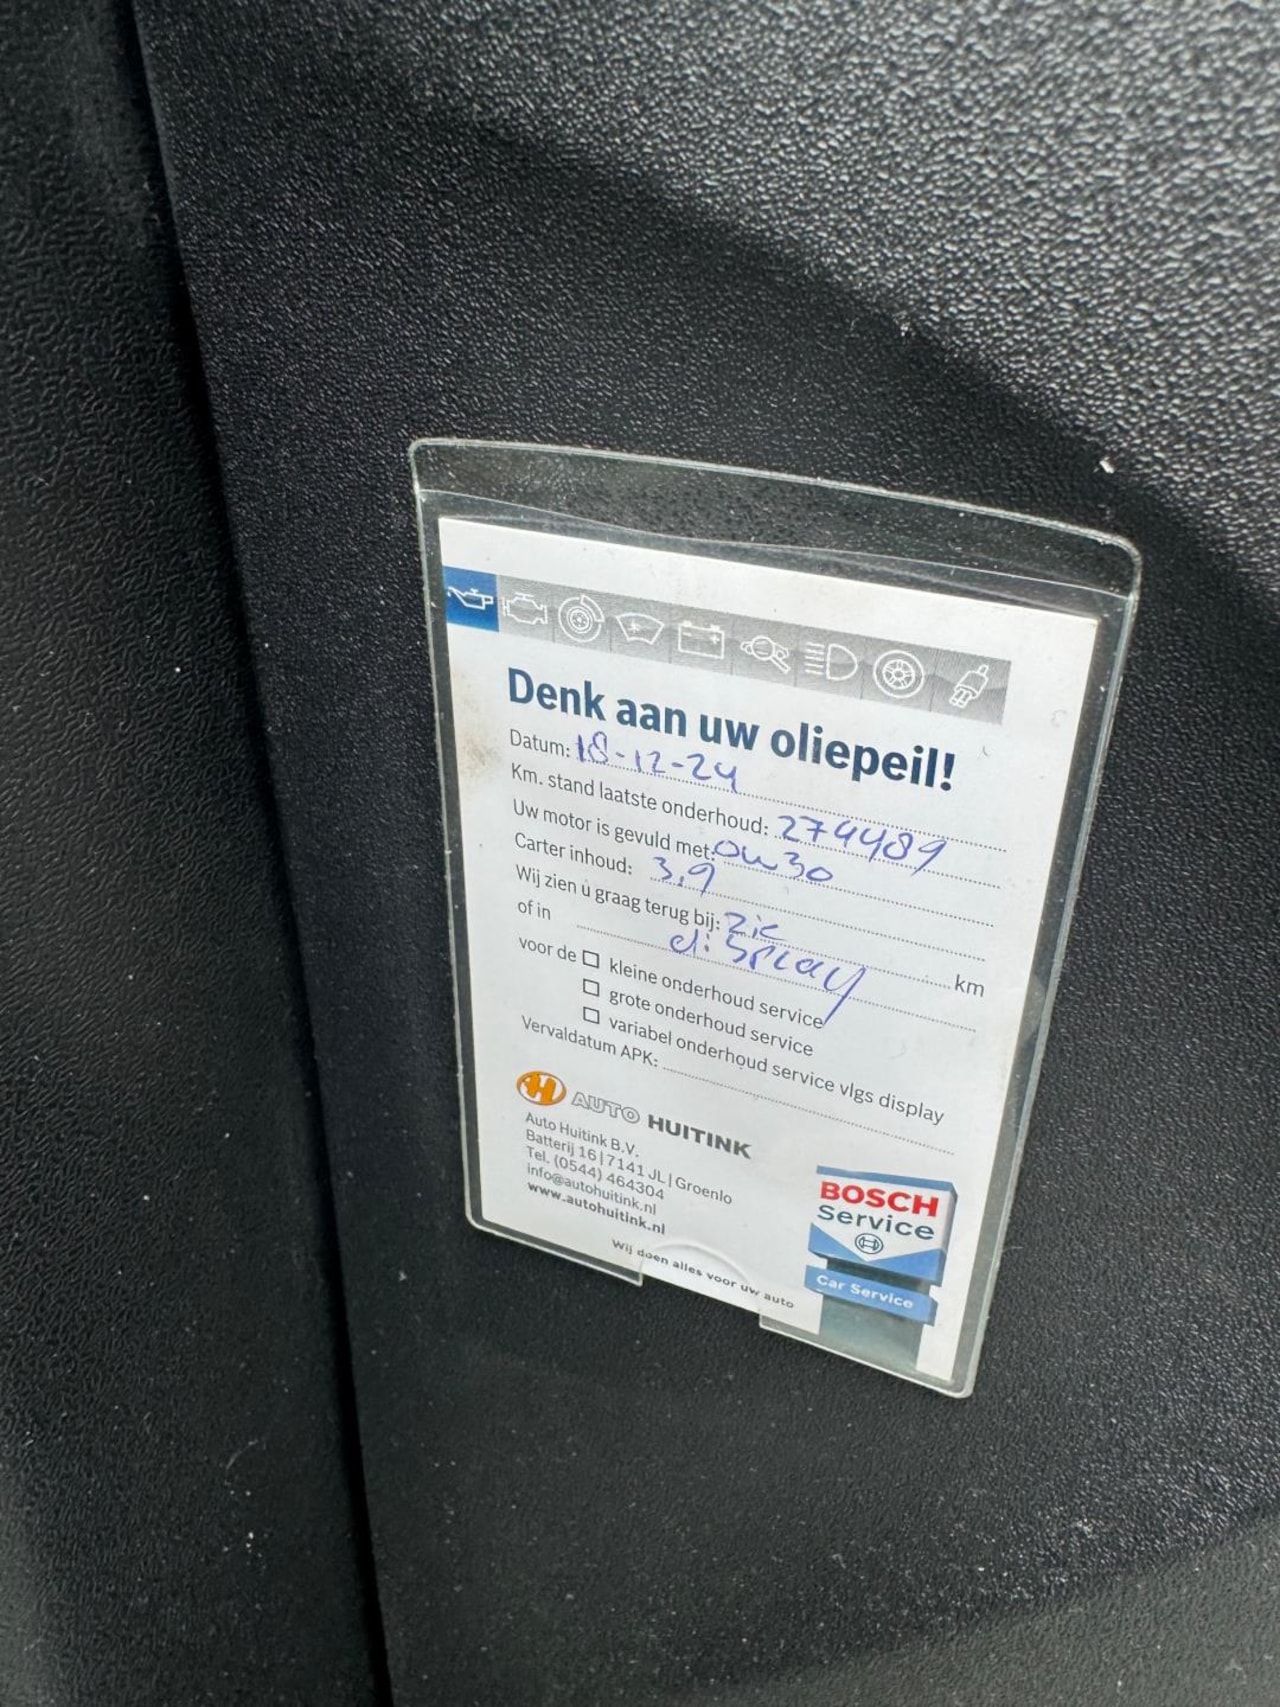 Denk aan uw oliepeil!
Datum: 18-12-24
Km. stand laatste onderhoud: 274489
Uw motor is gevuld met: 0w30
Carter inhoud: 3.9
Wij zien u graag terug bij: zie km
of in display
voor de kleine onderhoud service
grote onderhoud service
variabel onderhoud service vlgs display
Vervaldatum APK:
H AUTO HUITINK
Auto Huitink B.V.
Batterij 16 | 7141 JL | Groenlo
Tel. (0544) 464304
info@autohuitink.nl
www.autohuitink.nl
Wij doen alles voor uw auto
BOSCH
Service
Car Service